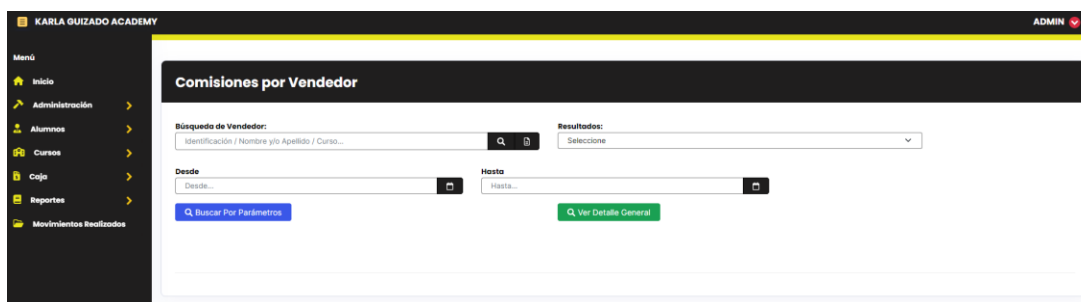 KARLA GUIZADO ACADEMY
ADMIN
Menú
Inicio
Administración
Alumnos
Cursos
Caja
Reportes
Movimientos Realizados
Comisiones por Vendedor
Búsqueda de Vendedor:
Identificación / Nombre y/o Apellido / Curso...
Resultados:
Seleccione
Desde
Desde...
Hasta
Hasta...
Buscar Por Parámetros
Ver Detalle General